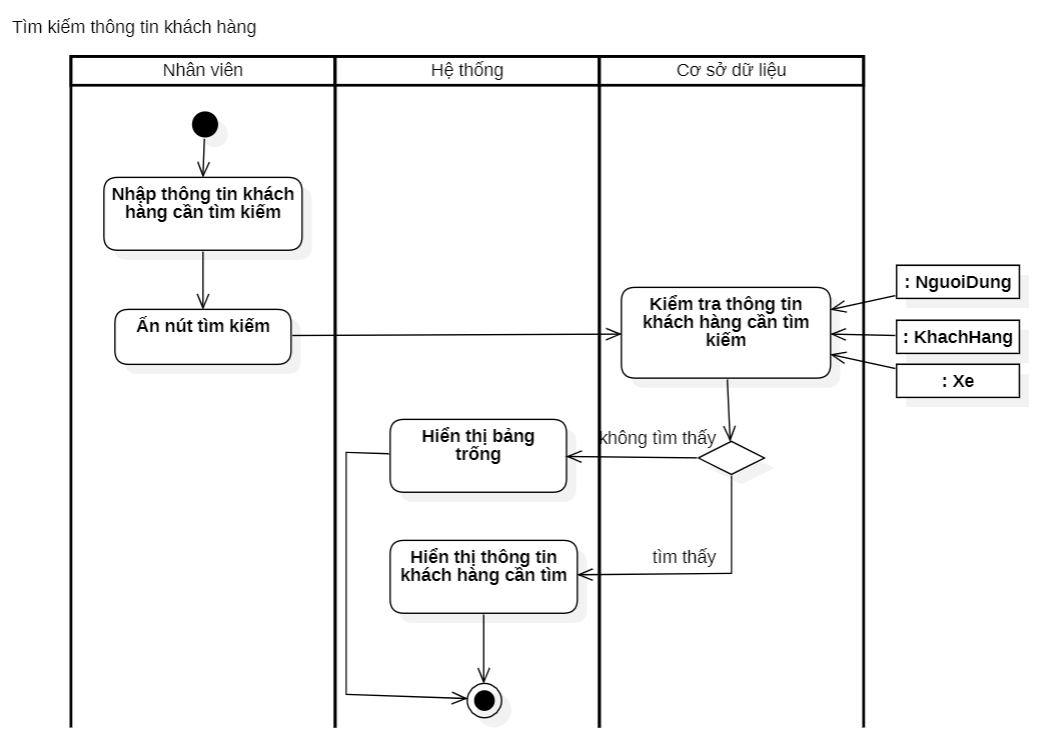 Tìm kiếm thông tin khách hàng
Nhân viên
Hệ thống
Cơ sở dữ liệu
Nhập thông tin khách
hàng cần tìm kiếm
Ấn nút tìm kiếm
Kiểm tra thông tin
khách hàng cần tìm
kiếm
: NguoiDung
: KhachHang
: Xe
không tìm thấy
Hiển thị bảng
trống
tìm thấy
Hiển thị thông tin
khách hàng cần tìm